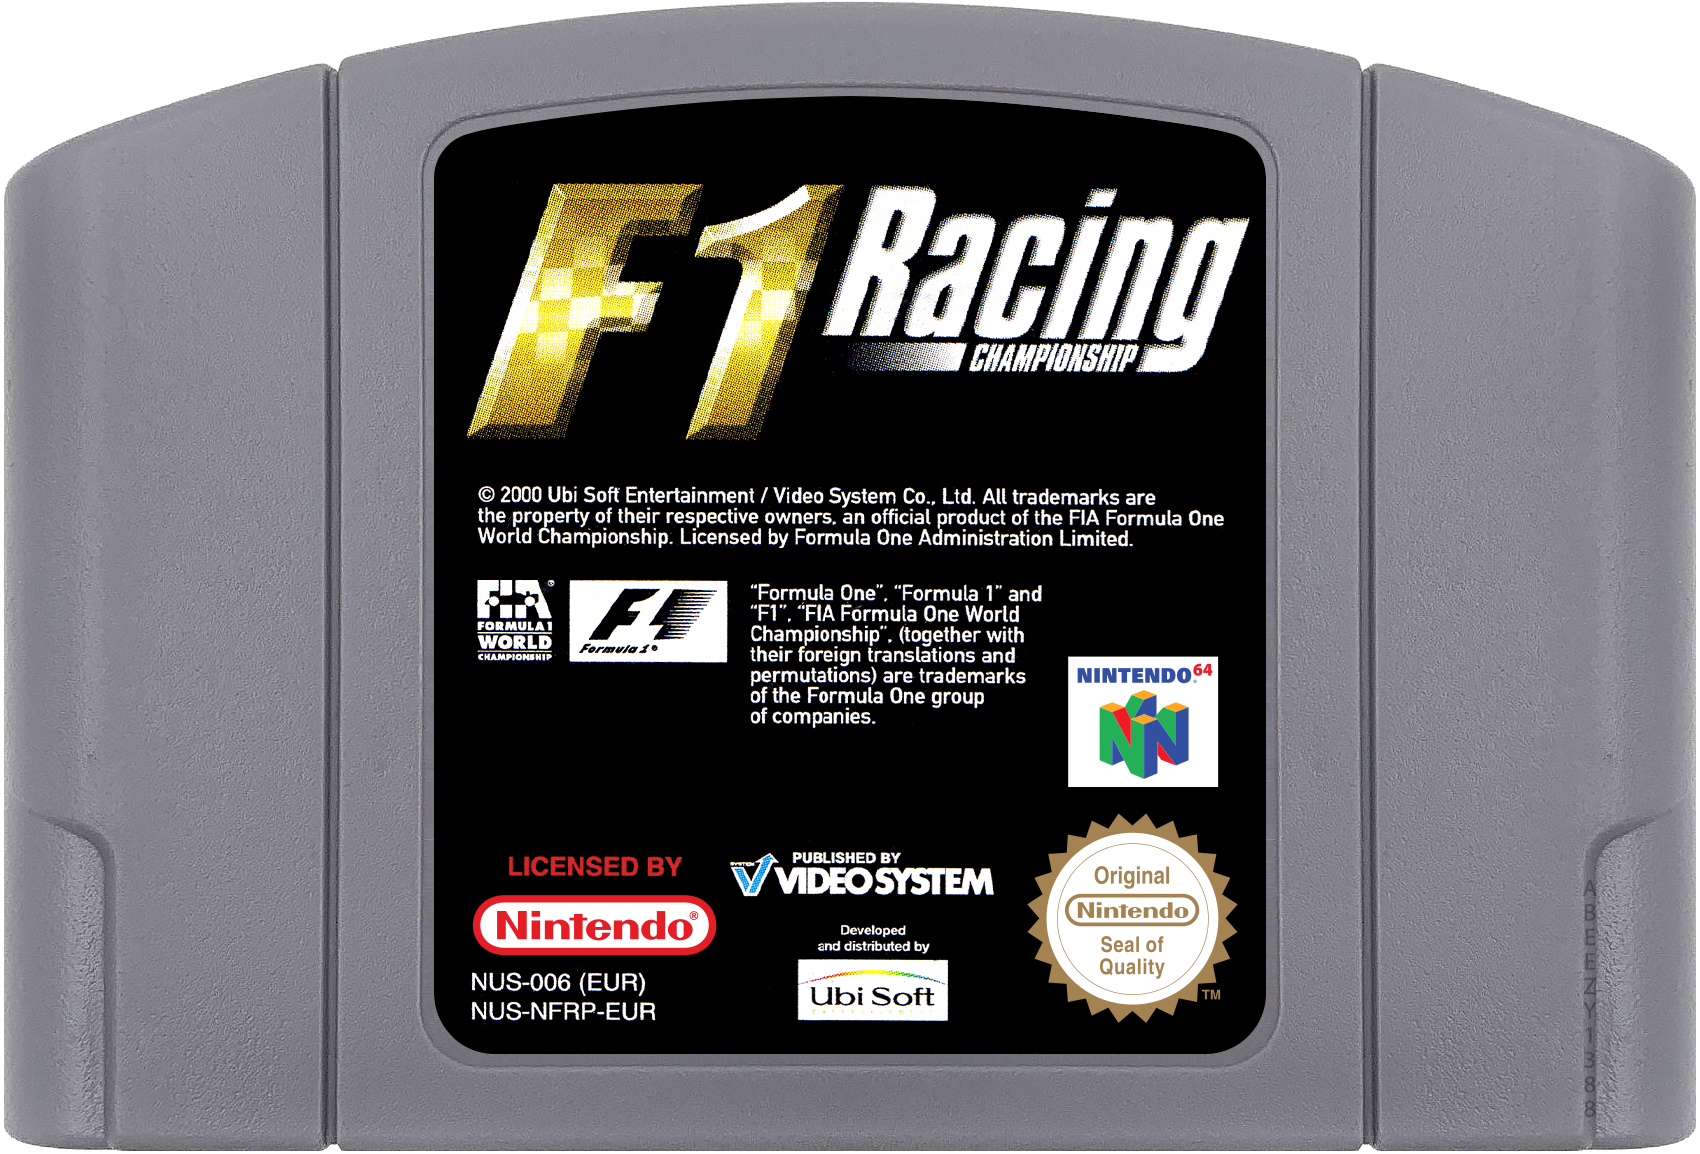 F1 Racing
CHAMPIONSHIP
© 2000 Ubi Soft Entertainment / Video System Co., Ltd. All trademarks are
the property of their respective owners, an official product of the FIA Formula One
World Championship. Licensed by Formula One Administration Limited.
FIA®
FORMULA 1
WORLD
CHAMPIONSHIP
F1
Formula 1®
“Formula One”, “Formula 1” and
“F1”, “FIA Formula One World
Championship”, (together with
their foreign translations and
permutations) are trademarks
of the Formula One group
of companies.
NINTENDO® 64
LICENSED BY
Nintendo®
NUS-006 (EUR)
NUS-NFRP-EUR
SYSTEM
PUBLISHED BY
VIDEO SYSTEM
Developed
and distributed by
Ubi Soft
Entertainment
Original
Nintendo
Seal of
Quality
TM
ABEEZY1388